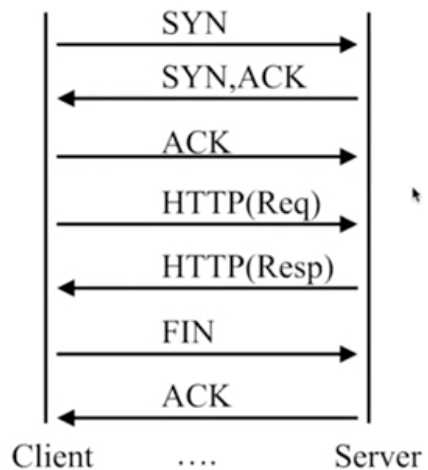 SYN
SYN,ACK
ACK
HTTP(Req)
HTTP(Resp)
FIN
ACK
Client .... Server